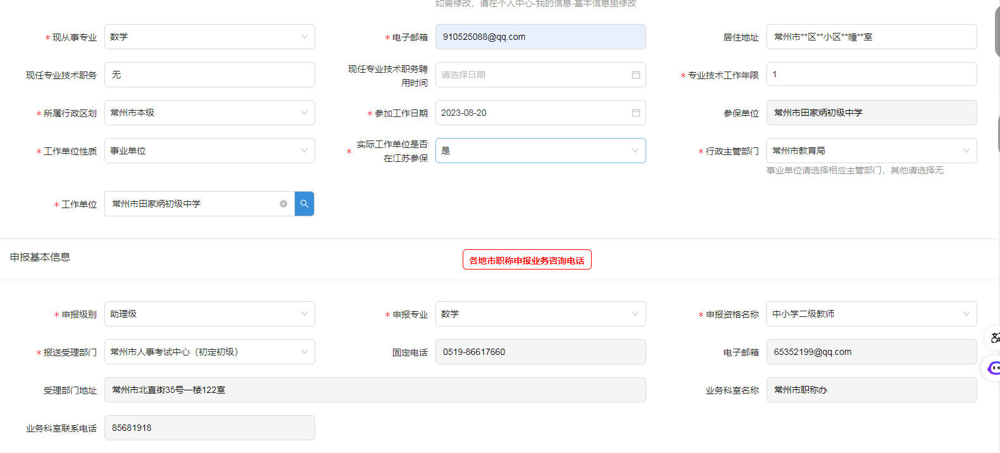 如需修改，请在个人中心-我的信息-基本信息里修改
* 现从事专业 数学 * 电子邮箱 910525088@qq.com 居住地址 常州市**区**小区**幢**室
现任专业技术职务 无 现任专业技术职务聘用时间 请选择日期 * 专业技术工作年限 1
* 所属行政区划 常州市本级 * 参加工作日期 2023-08-20 参保单位 常州市田家炳初级中学
* 工作单位性质 事业单位 * 实际工作单位是否在江苏参保 是 * 行政主管部门 常州市教育局
事业单位请选择相应主管部门，其他请选择无
* 工作单位 常州市田家炳初级中学
申报基本信息 各地市职称申报业务咨询电话
* 申报级别 助理级 * 申报专业 数学 * 申报资格名称 中小学二级教师
* 报送受理部门 常州市人事考试中心（初定初级） 固定电话 0519-86617660 电子邮箱 65352199@qq.com
受理部门地址 常州市北直街35号一楼122室 业务科室名称 常州市职称办
业务科室联系电话 85681918